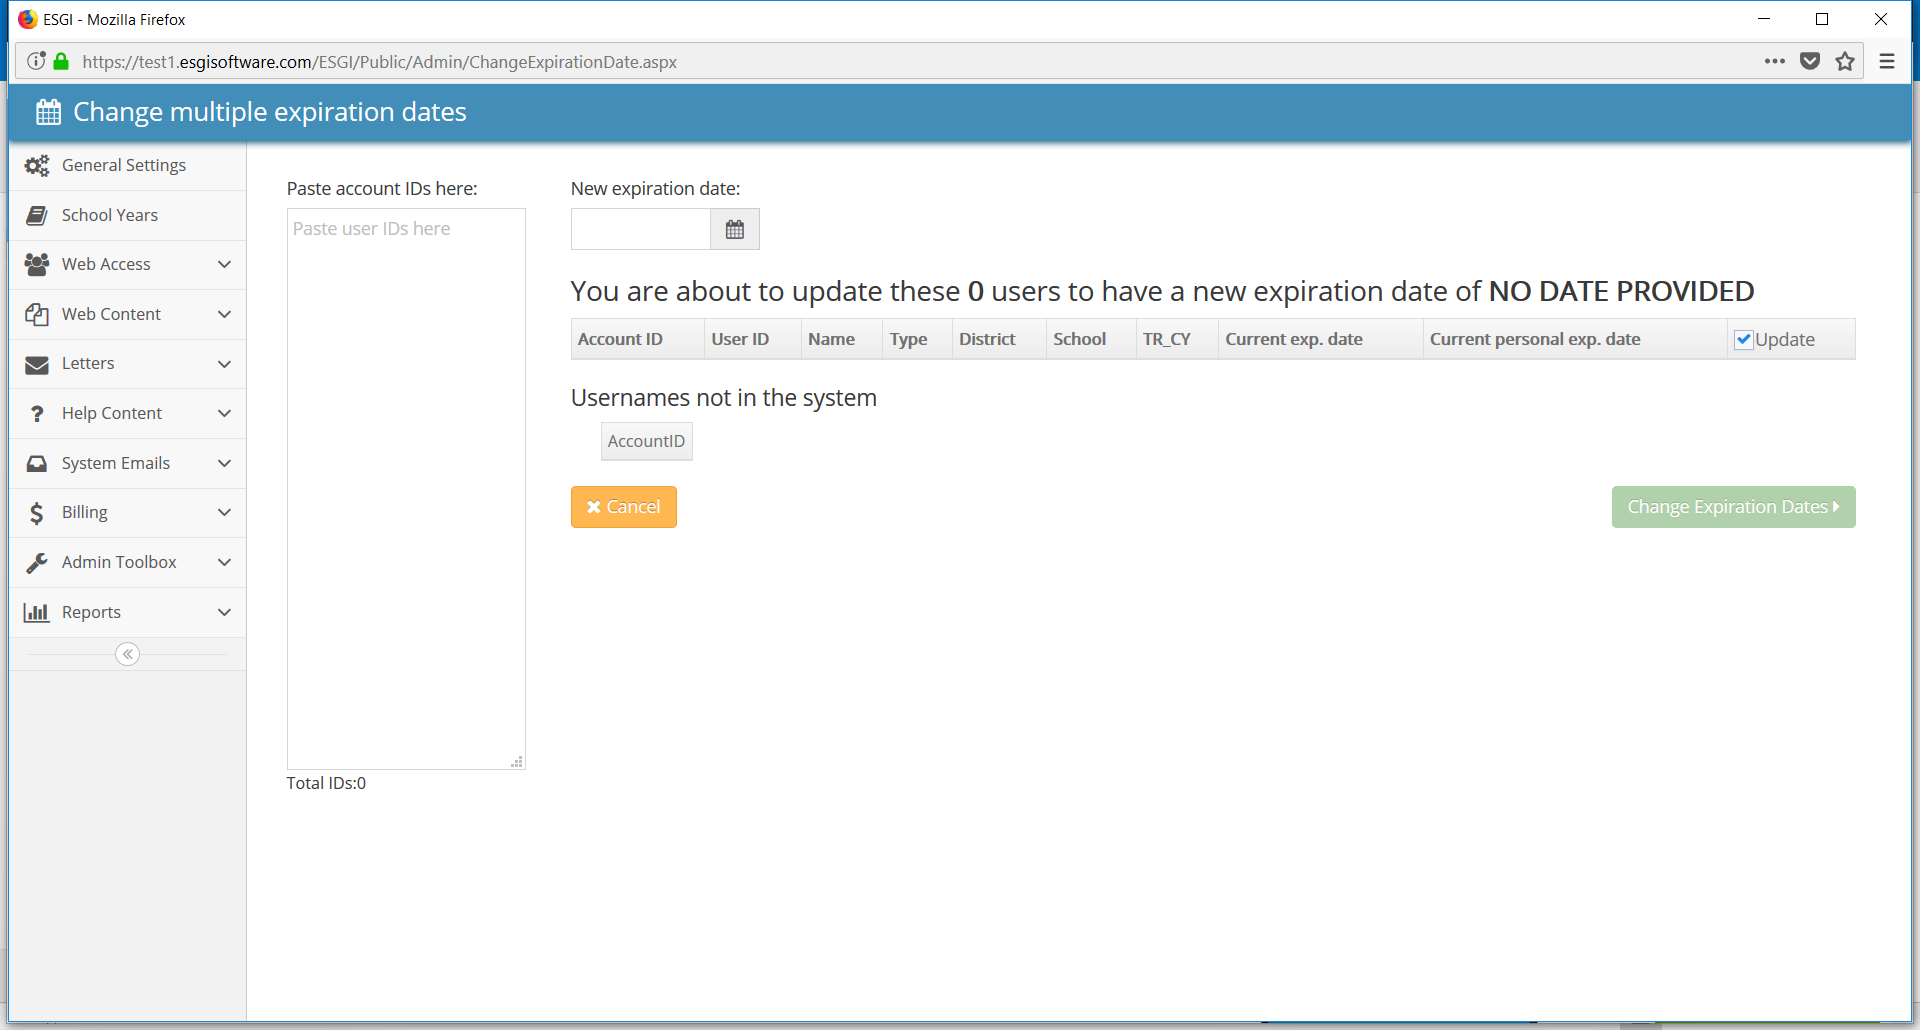 ESGI - Mozilla Firefox
https://test1.esgisoftware.com/ESGI/Public/Admin/ChangeExpirationDate.aspx
Change multiple expiration dates
General Settings
School Years
Web Access
Web Content
Letters
Help Content
System Emails
Billing
Admin Toolbox
Reports
Paste account IDs here:
Paste user IDs here
Total IDs:0
New expiration date:
You are about to update these 0 users to have a new expiration date of NO DATE PROVIDED
Account ID User ID Name Type District School TR_CY Current exp. date Current personal exp. date Update
Usernames not in the system
AccountID
Cancel
Change Expiration Dates